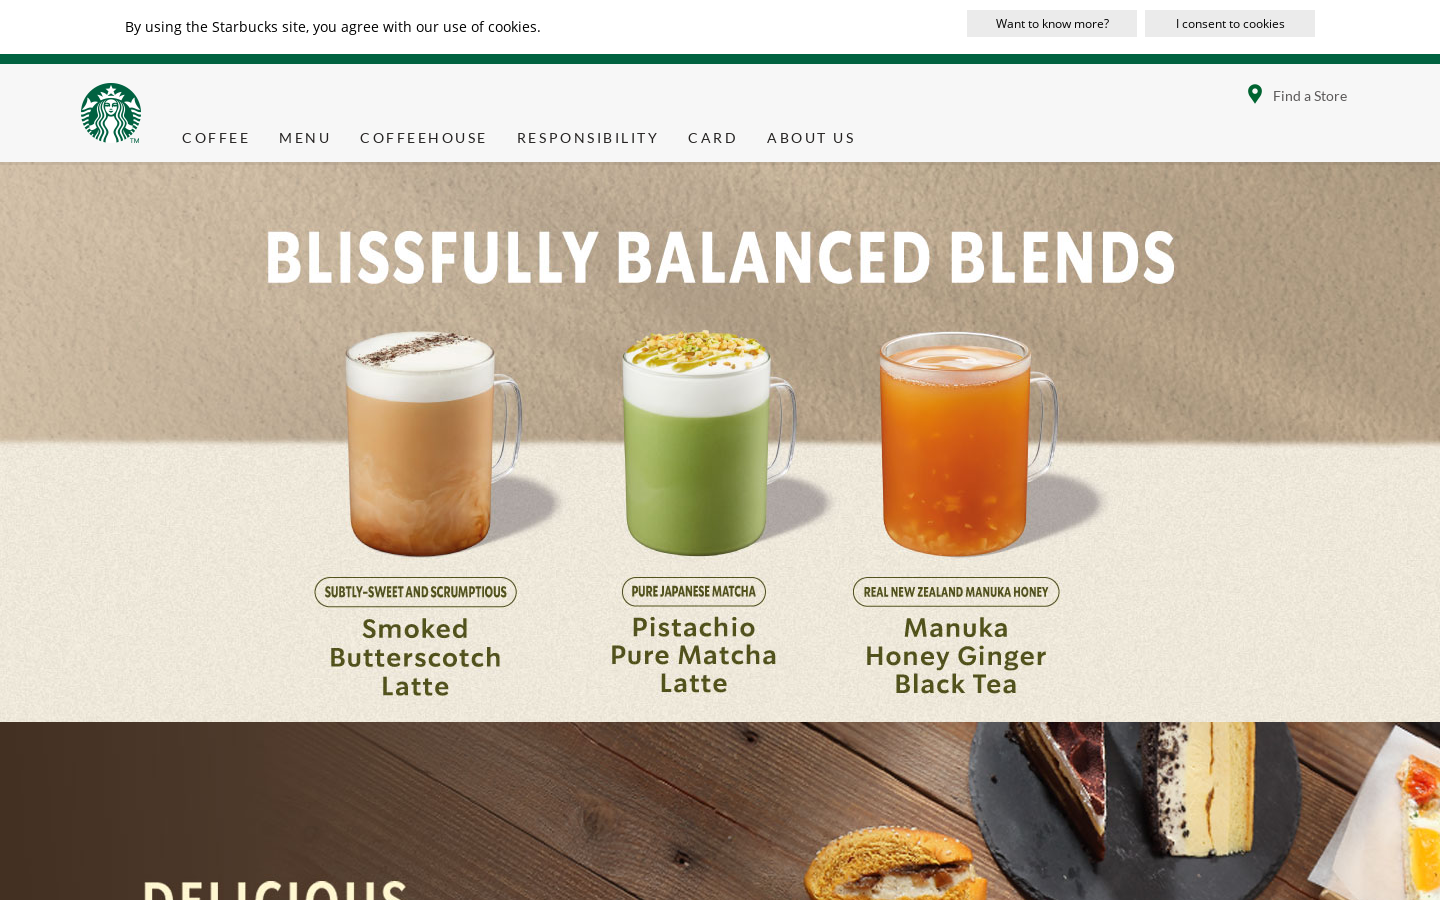 By using the Starbucks site, you agree with our use of cookies.
Want to know more?
I consent to cookies
Find a Store
TM
COFFEE MENU COFFEEHOUSE RESPONSIBILITY CARD ABOUT US
BLISSFULLY BALANCED BLENDS
SUBTLY-SWEET AND SCRUMPTIOUS
Smoked
Butterscotch
Latte
PURE JAPANESE MATCHA
Pistachio
Pure Matcha
Latte
REAL NEW ZEALAND MANUKA HONEY
Manuka
Honey Ginger
Black Tea
DELICIOUS